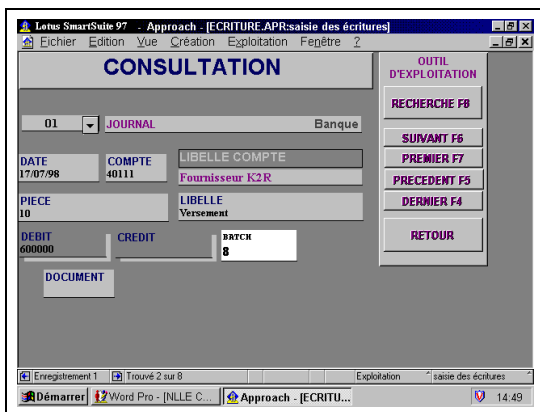 Lotus SmartSuite 97 - Approach - [ECRITURE.APR:saisie des écritures]
Eichier Edition Vue Création Exploitation Fenêtre ?
CONSULTATION
OUTIL
D'EXPLOITATION
RECHERCHE F8
01 JOURNAL Banque
SUIVANT F6
DATE COMPTE LIBELLE COMPTE
PREMIER F7
17/07/98 40111 Fournisseur K2R
PRECEDENT F5
PIECE LIBELLE
DERNIER F4
10 Versement
DEBIT CREDIT BATCH
RETOUR
600000 8
DOCUMENT
Enregistrement 1 Trouvé 2 sur 8 Exploitation saisie des écritures
Démarrer Word Pro - [NLLE C... Approach - [ECRITU... 14:49